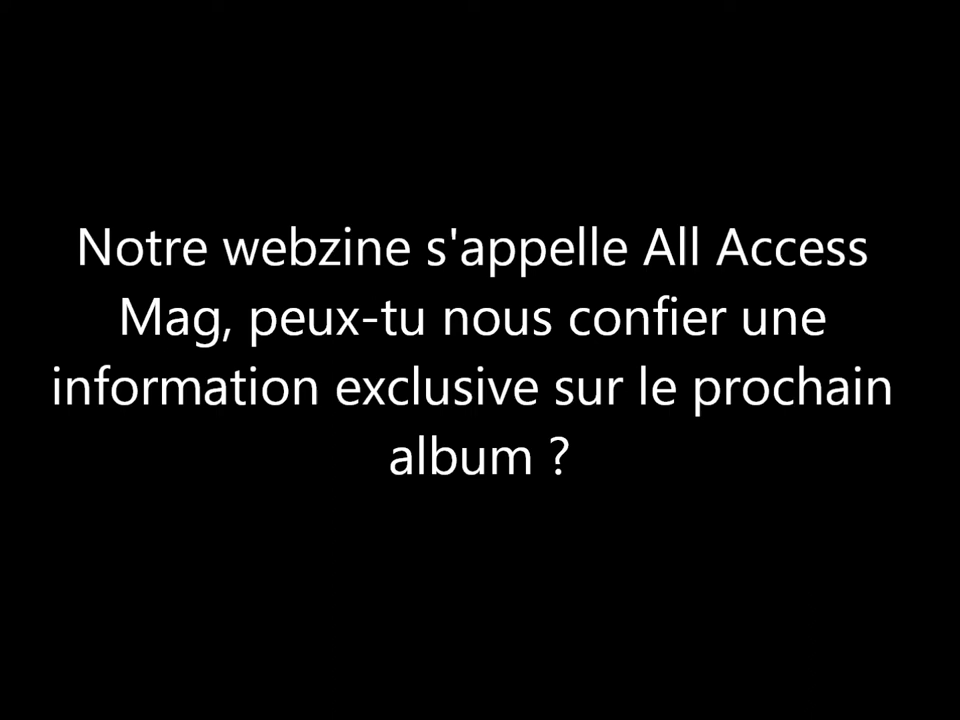 Notre webzine s'appelle All Access
Mag, peux-tu nous confier une
information exclusive sur le prochain
album ?